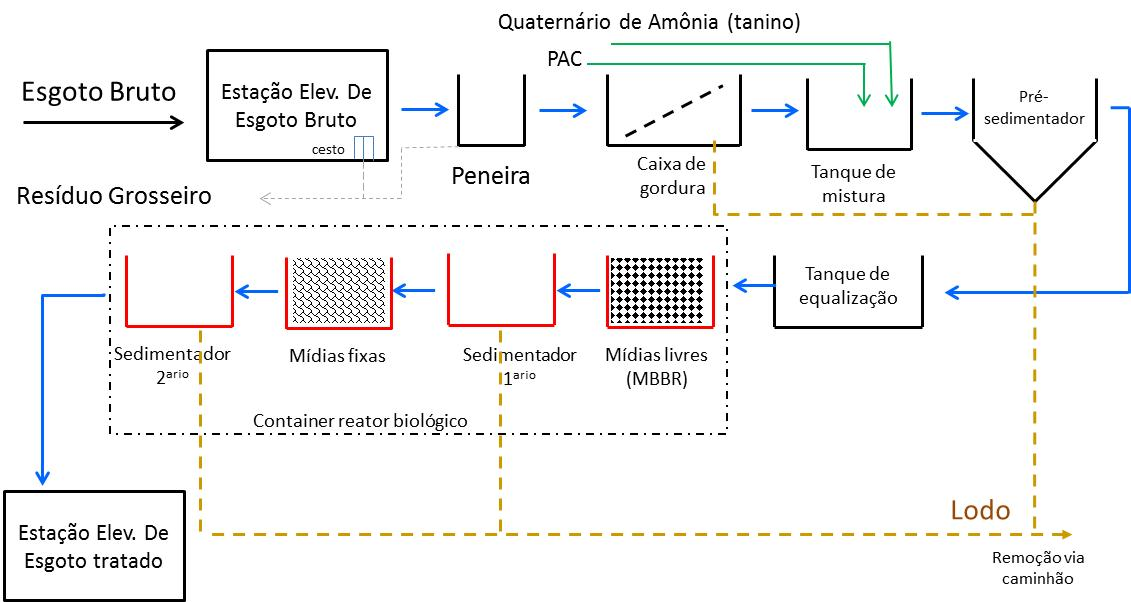 Quaternário de Amônia (tanino)
PAC
Esgoto Bruto
Estação Elev. De
Esgoto Bruto
cesto
Pré-
sedimentador
Peneira
Caixa de
gordura
Tanque de
mistura
Resíduo Grosseiro
Tanque de
equalização
Sedimentador
2ario
Mídias fixas
Sedimentador
1ario
Mídias livres
(MBBR)
Container reator biológico
Estação Elev. De
Esgoto tratado
Lodo
Remoção via
caminhão